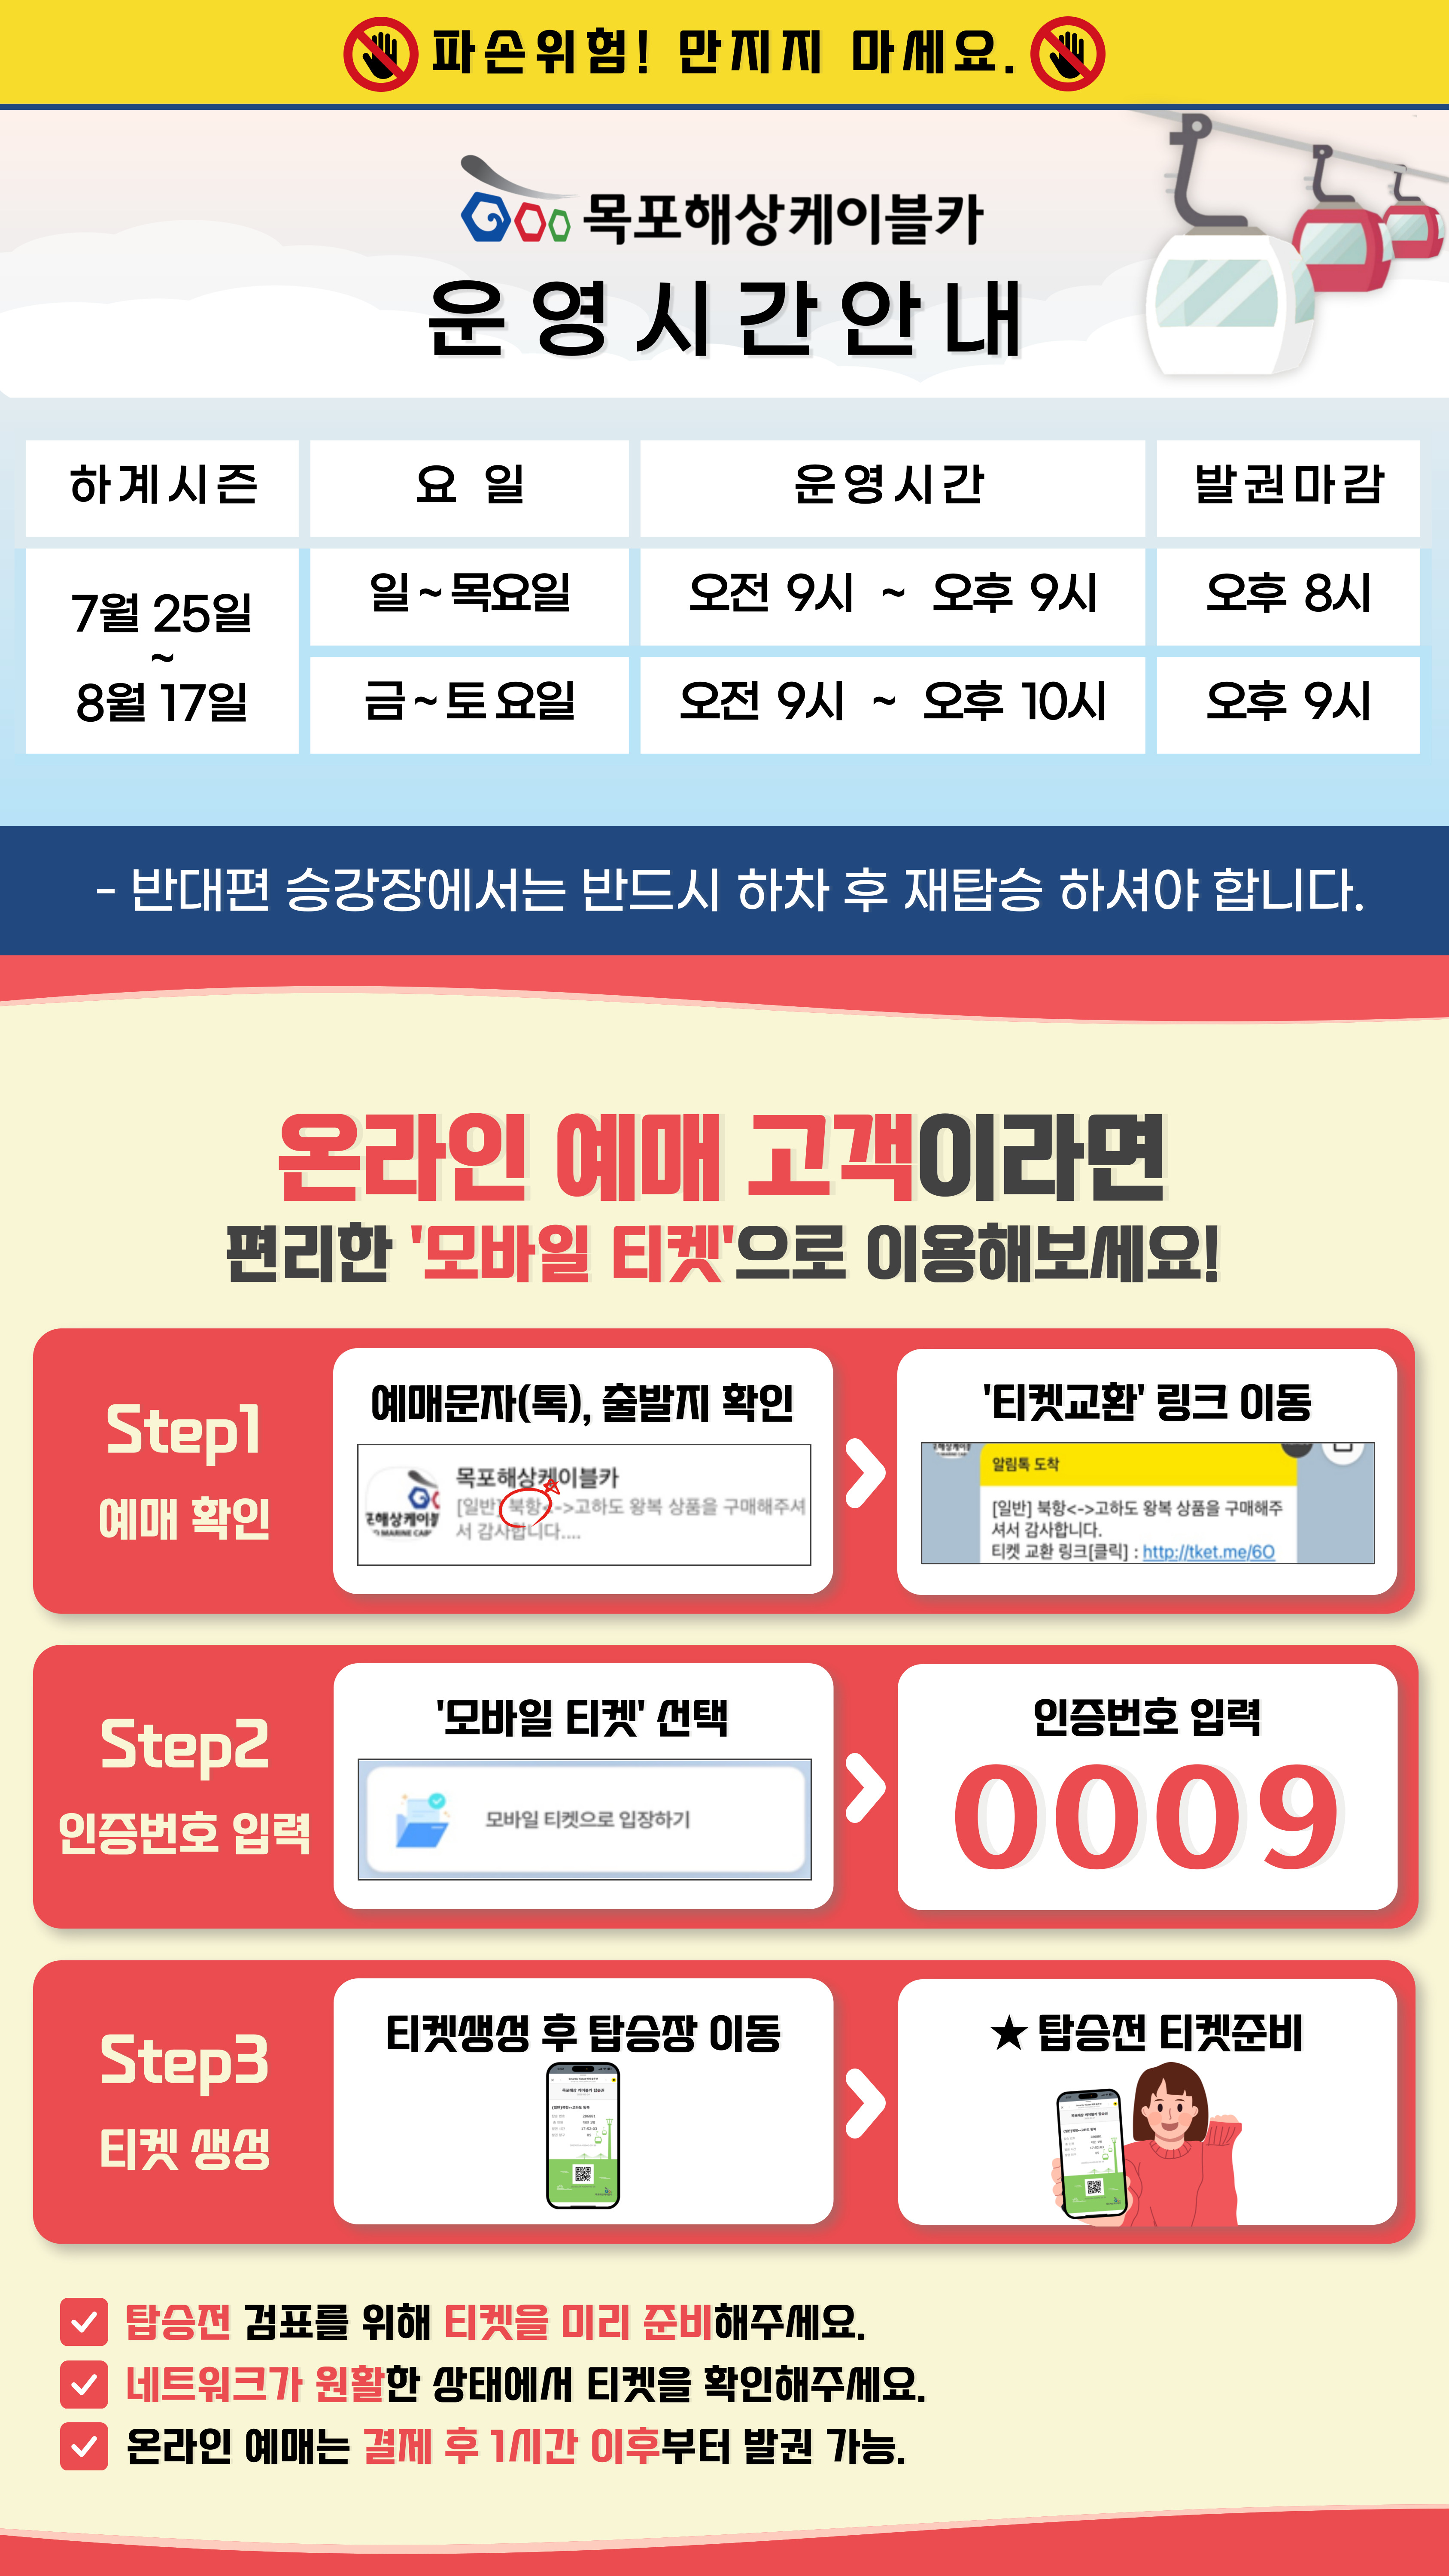 파손위험! 만지지 마세요.
목포해상케이블카
운영시간안내
하계시즌 요 일 운영시간 발권마감
7월 25일 ~ 8월 17일
월~목요일 오전 9시 ~ 오후 9시 오후 8시
금~토요일 오전 9시 ~ 오후 10시 오후 9시
- 반대편 승강장에서는 반드시 하차 후 재탑승 하셔야 합니다.
온라인 예매 고객이라면
편리한 '모바일 티켓'으로 이용해보세요!
Step1
예매 확인
예매문자(톡), 출발지 확인
목포해상케이블카
[일반] 북항<->고하도 왕복 상품을 구매해주셔
서 감사합니다....
'티켓교환' 링크 이동
알림톡 도착
[일반] 북항<->고하도 왕복 상품을 구매해주
셔서 감사합니다.
티켓 교환 링크[클릭] : http://tket.me/6O
Step2
인증번호 입력
'모바일 티켓' 선택
모바일 티켓으로 입장하기
인증번호 입력
00009
Step3
티켓 생성
티켓생성 후 탑승장 이동
★ 탑승전 티켓준비
탑승전 검표를 위해 티켓을 미리 준비해주세요.
네트워크가 원활한 상태에서 티켓을 확인해주세요.
온라인 예매는 결제 후 1시간 이후부터 발권 가능.